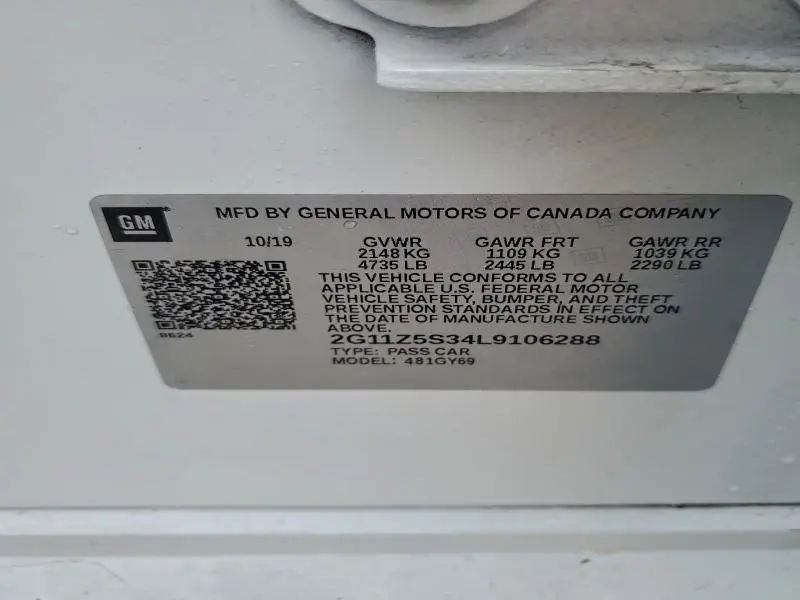 GM
MFD BY GENERAL MOTORS OF CANADA COMPANY
10/19 GVWR GAWR FRT GAWR RR
2148 KG 1109 KG 1039 KG
4735 LB 2445 LB 2290 LB
THIS VEHICLE CONFORMS TO ALL
APPLICABLE U.S. FEDERAL MOTOR
VEHICLE SAFETY, BUMPER, AND THEFT
PREVENTION STANDARDS IN EFFECT ON
THE DATE OF MANUFACTURE SHOWN
ABOVE.
8624
2G11Z5S34L9106288
TYPE: PASS CAR
MODEL: 481GY69